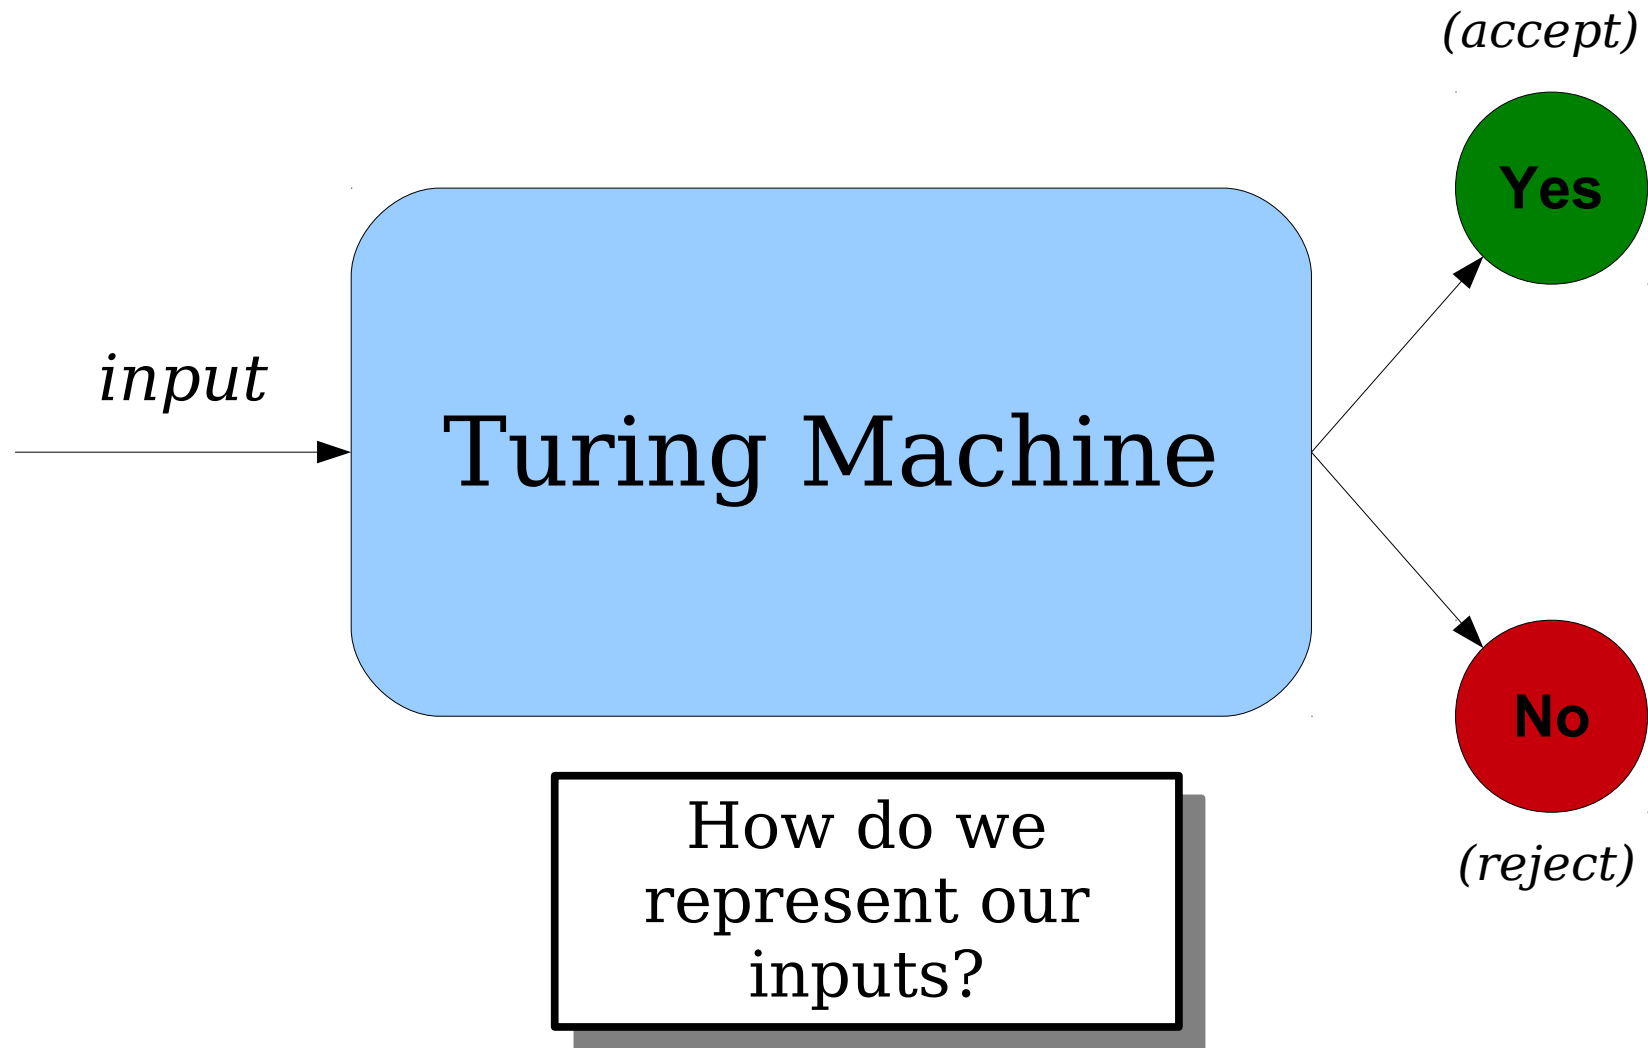 (accept)
Yes
input
Turing Machine
No
How do we
represent our
inputs?
(reject)